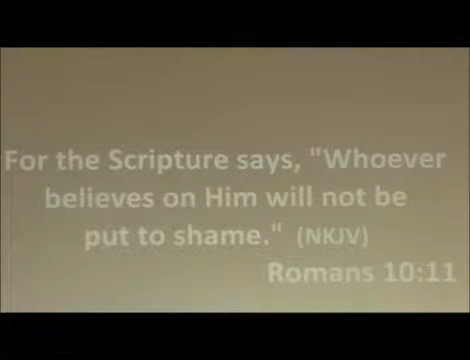 For the Scripture says, "Whoever
believes on Him will not be
put to shame." (NKJV)
Romans 10:11